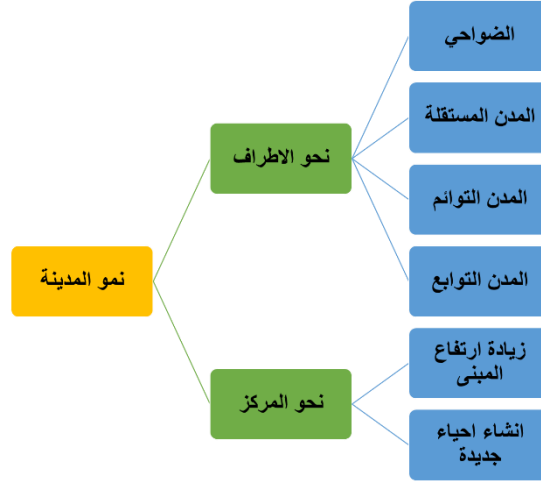 نمو المدينة
نحو الاطراف
الضواحي
المدن المستقلة
المدن التوائم
المدن التوابع
نحو المركز
زيادة ارتفاع
المبنى
انشاء احياء
جديدة